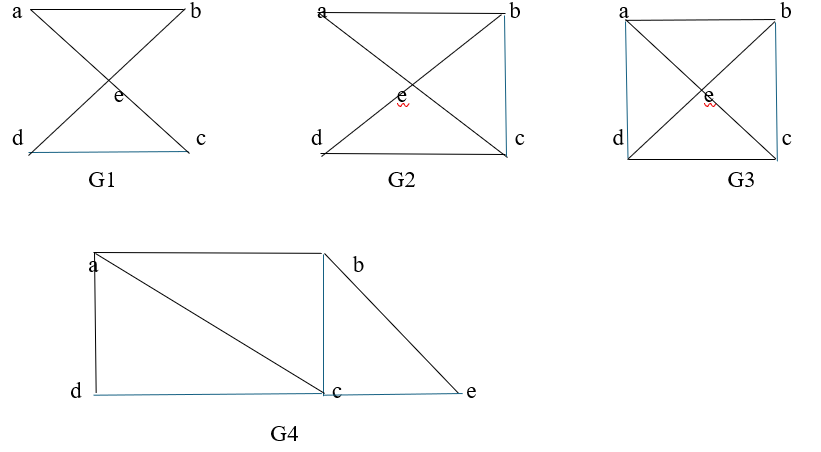 a b a b a b
e e e
d c d c d c
G1 G2 G3
a b
d c e
G4